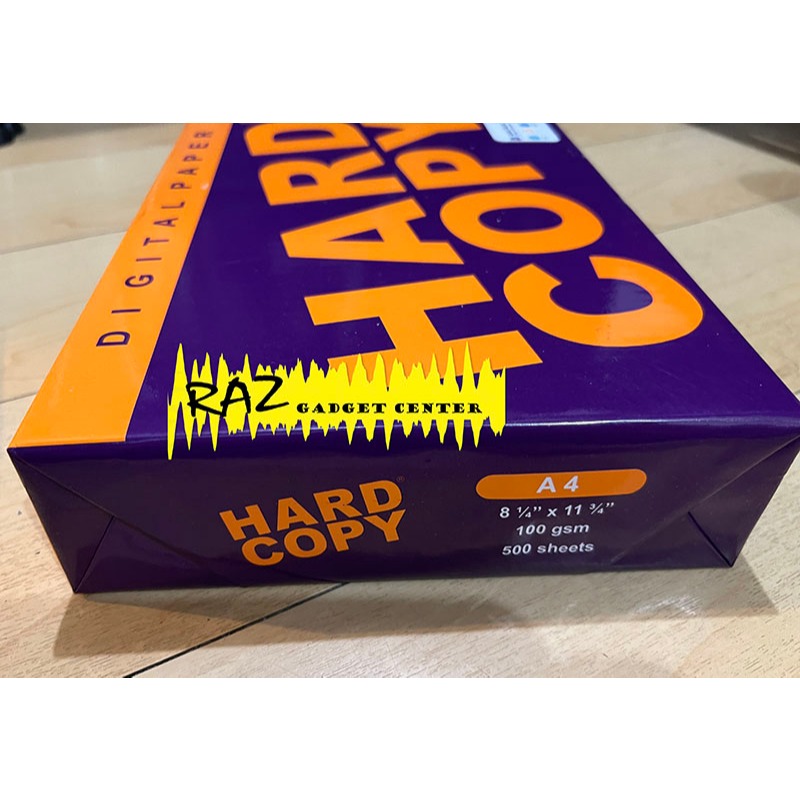 DIGITAL PAPER
HARD
COPY
RAZ GADGET CENTER
HARD
COPY®
A4
8 ¼” x 11 ¾”
100 gsm
500 sheets